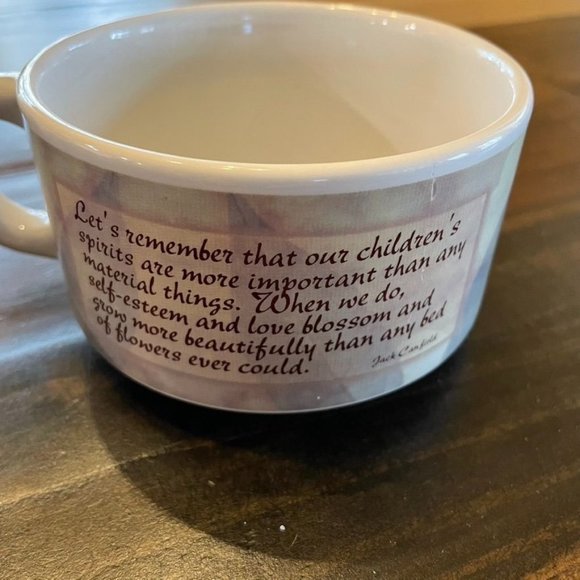 Let's remember that our children's
spirits are more important than any
material things. When we do,
self-esteem and love blossom and
grow more beautifully than any bed
of flowers ever could.
Jack Canfield